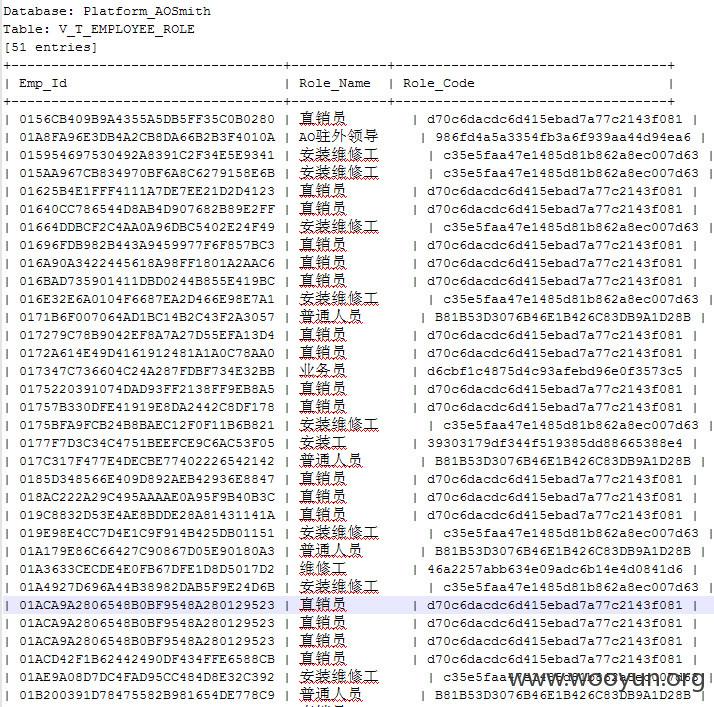 Database: Platform_AOSmith
Table: V_T_EMPLOYEE_ROLE
[51 entries]
+----------------------------------+------------+----------------------------------+
| Emp_Id | Role_Name | Role_Code |
+----------------------------------+------------+----------------------------------+
| 0156CB409B9A4355A5DB5FF35C0B0280 | 直销员 | d70c6dacdc6d415ebad7a77c2143f081 |
| 01A8FA96E3DB4A2CB8DA66B2B3F4010A | AO驻外领导 | 986fd4a5a3354fb3a6f939aa44d94ea6 |
| 015954697530492A8391C2F34E5E9341 | 安装维修工 | c35e5faa47e1485d81b862a8ec007d63 |
| 015AA967CB834970BF6A8C6279158E6B | 安装维修工 | c35e5faa47e1485d81b862a8ec007d63 |
| 01625B4E1FFF4111A7DE7EE21D2D4123 | 直销员 | d70c6dacdc6d415ebad7a77c2143f081 |
| 01640CC786544D8AB4D907682B89E2FF | 直销员 | d70c6dacdc6d415ebad7a77c2143f081 |
| 01664DDBCF2C4AA0A96DBC5402E24F49 | 安装维修工 | c35e5faa47e1485d81b862a8ec007d63 |
| 01696FDB982B443A9459977F6F857BC3 | 直销员 | d70c6dacdc6d415ebad7a77c2143f081 |
| 016A90A3422445618A98FF1801A2AAC6 | 直销员 | d70c6dacdc6d415ebad7a77c2143f081 |
| 016BAD735901411DBD0244B855E419BC | 直销员 | d70c6dacdc6d415ebad7a77c2143f081 |
| 016E32E6A0104F6687EA2D466E98E7A1 | 安装维修工 | c35e5faa47e1485d81b862a8ec007d63 |
| 0171B6F007064AD1BC14B2C43F2A3057 | 普通人员 | B81B53D3076B46E1B426C83DB9A1D28B |
| 01727978B9042EF8A7A27D55EFA13D4 | 直销员 | d70c6dacdc6d415ebad7a77c2143f081 |
| 0172A614E49D4161912481A1A0C78AA0 | 直销员 | d70c6dacdc6d415ebad7a77c2143f081 |
| 017347C736604C24A287FDBF734E32BB | 业务员 | d6cbf1c4875d4c93afebd96e0f3573c5 |
| 0175220391074DAD93FF2138FF9EB8A5 | 直销员 | d70c6dacdc6d415ebad7a77c2143f081 |
| 01757B3D0DFE41919E8DA2442C8DF178 | 直销员 | d70c6dacdc6d415ebad7a77c2143f081 |
| 0175BFA9FCB24B8BAEC12F0F11B6B821 | 安装维修工 | c35e5faa47e1485d81b862a8ec007d63 |
| 0177F7D3C34C4751BEEFCE9C6AC53F05 | 安装工 | 39303179df344f519385dd88665388e4 |
| 017C337F477E4DECBE77402226542142 | 普通人员 | B81B53D3076B46E1B426C83DB9A1D28B |
| 0185D348566E409D892AEB42936E8847 | 直销员 | d70c6dacdc6d415ebad7a77c2143f081 |
| 018AC222A29C495AAAAE0A95F9B40B3C | 直销员 | d70c6dacdc6d415ebad7a77c2143f081 |
| 019C8832D53E4AE8BDDE28A81431141A | 直销员 | d70c6dacdc6d415ebad7a77c2143f081 |
| 019E9EE4CC7D4E1C9F914B425DB01151 | 安装维修工 | c35e5faa47e1485d81b862a8ec007d63 |
| 01A179E86C66427C90867D05E90180A3 | 普通人员 | B81B53D3076B46E1B426C83DB9A1D28B |
| 01A3633CECDE4E0FB67DFE1D8D5017D2 | 维修工 | 46a2257abb634e09adc6b14e4d0841d6 |
| 01A4927D696A44B38982DAB5F9E24D6B | 安装维修工 | c35e5faa47e1485d81b862a8ec007d63 |
| 01ACA9A2806548B0BF9548A280129523 | 直销员 | d70c6dacdc6d415ebad7a77c2143f081 |
| 01ACA9A2806548B0BF9548A280129523 | 直销员 | d70c6dacdc6d415ebad7a77c2143f081 |
| 01ACA9A2806548B0BF9548A280129523 | 直销员 | d70c6dacdc6d415ebad7a77c2143f081 |
| 01ACD42F1B62442490DF434FFE6588CB | 直销员 | d70c6dacdc6d415ebad7a77c2143f081 |
| 01AE9A08D7DC4FAD95CC484D8E32C392 | 安装维修工 | c35e5faa47e1485d81b862a8ec007d63 |
www.wooyun.org
| 01B200391D78475582B981654DE778C9 | 普通人员 | B81B53D3076B46E1B426C83DB9A1D28B |